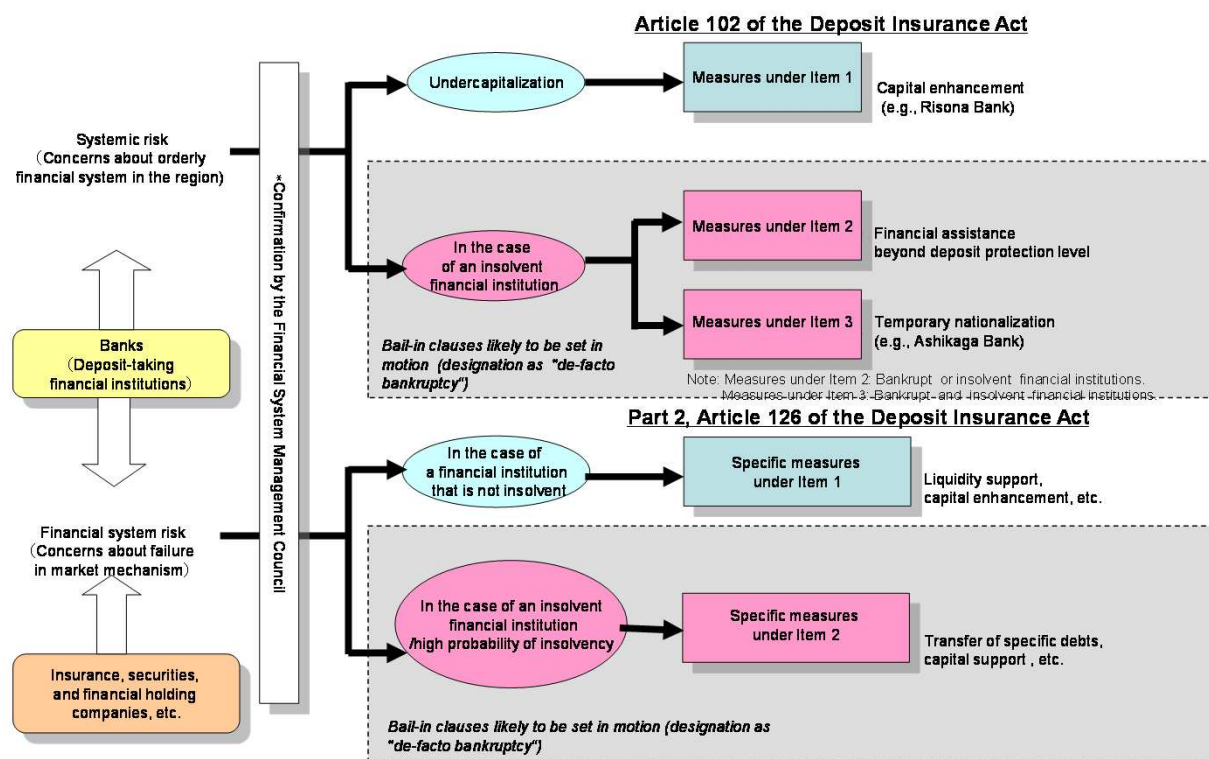 Article 102 of the Deposit Insurance Act
Undercapitalization
Measures under Item 1
Capital enhancement
(e.g., Risona Bank)
Systemic risk
(Concerns about orderly
financial system in the region)
*Confirmation by the Financial System Management Council
In the case
of an insolvent
financial institution
Measures under Item 2
Financial assistance
beyond deposit protection level
Measures under Item 3
Temporary nationalization
(e.g., Ashikaga Bank)
Bail-in clauses likely to be set in
motion (designation as "de-facto
bankruptcy")
Note: Measures under Item 2: Bankrupt or insolvent financial institutions.
Measures under Item 3: Bankrupt and insolvent financial institutions.
Banks
(Deposit-taking
financial institutions)
Part 2, Article 126 of the Deposit Insurance Act
In the case of
a financial institution
that is not insolvent
Specific measures
under Item 1
Liquidity support,
capital enhancement, etc.
Financial system risk
(Concerns about failure
in market mechanism)
In the case of an insolvent
financial institution
/high probability of insolvency
Specific measures
under Item 2
Transfer of specific debts,
capital support , etc.
Insurance, securities,
and financial holding
companies, etc.
Bail-in clauses likely to be set in motion (designation as
"de-facto bankruptcy")